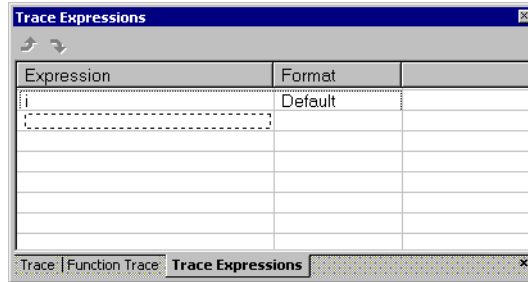 Trace Expressions
Expression Format
i Default
Trace Function Trace Trace Expressions